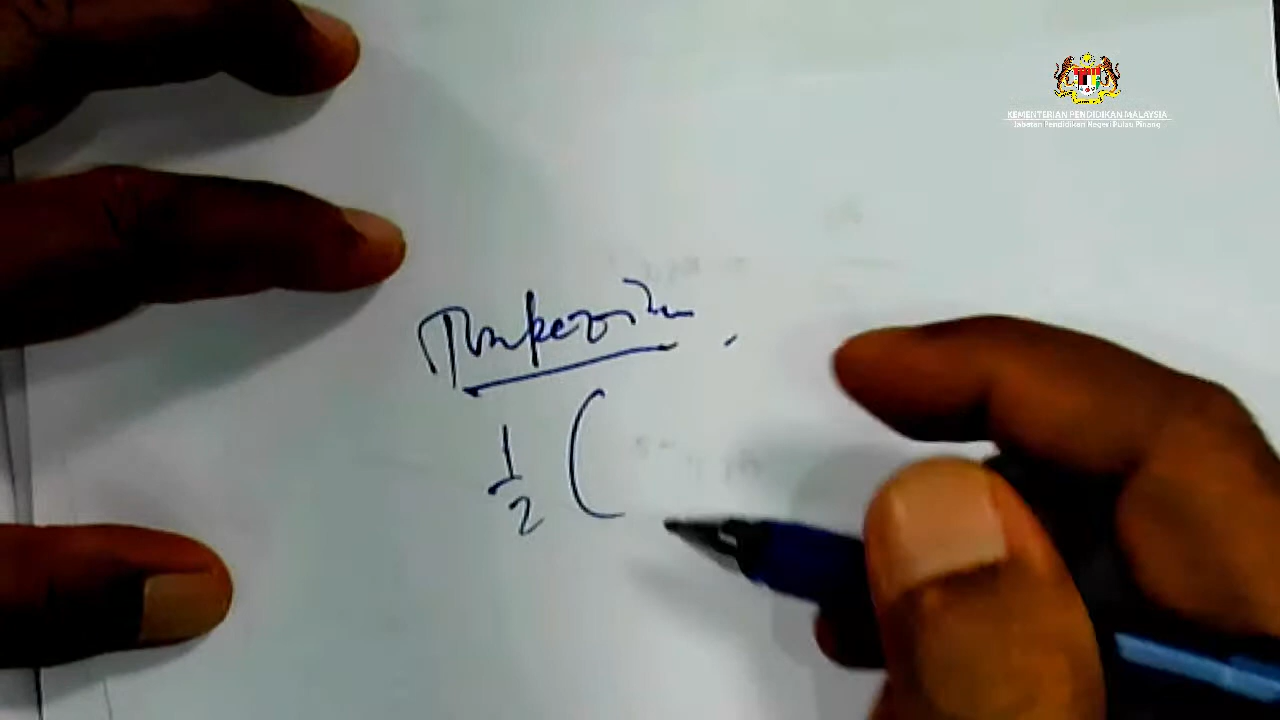 KEMENTERIAN PENDIDIKAN MALAYSIA
Jabatan Pendidikan Negeri Pulau Pinang
Trapezium
1/2 (